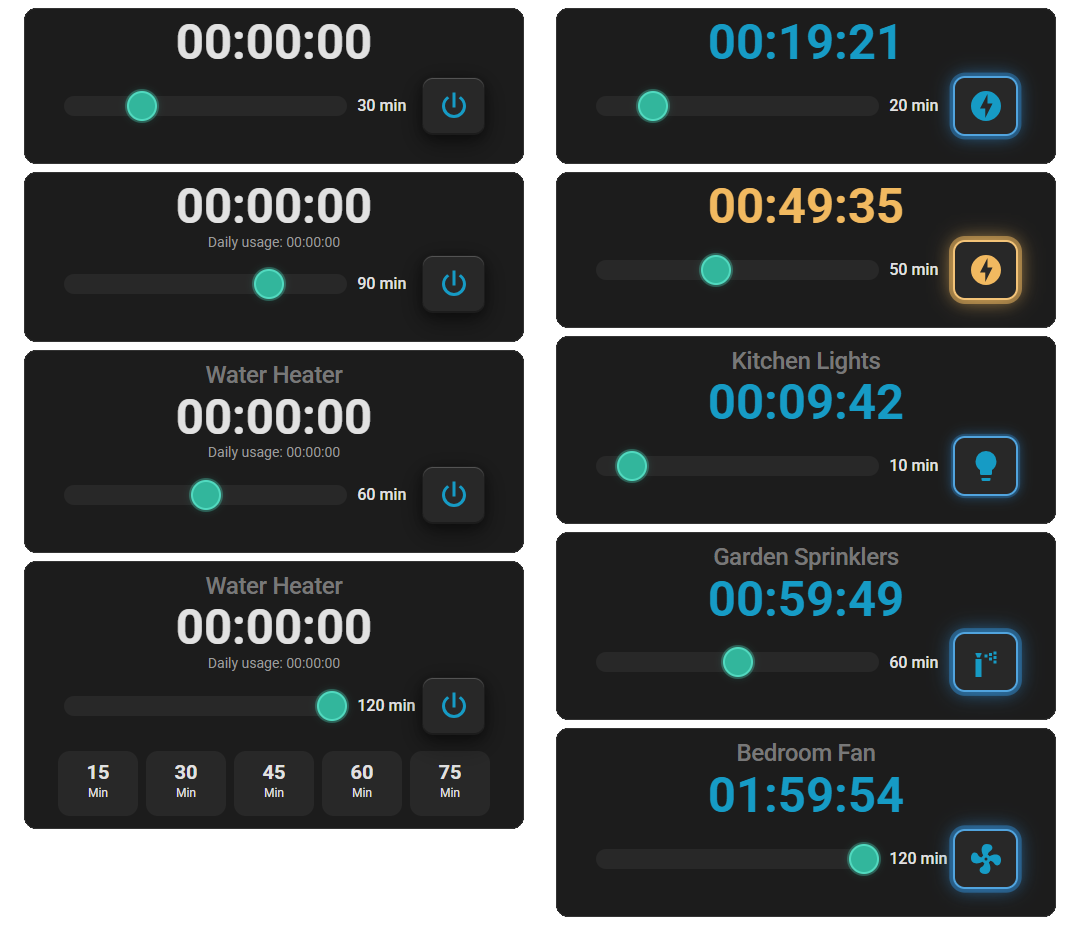 00:00:00
30 min
00:00:00
Daily usage: 00:00:00
90 min
Water Heater
00:00:00
Daily usage: 00:00:00
60 min
Water Heater
00:00:00
Daily usage: 00:00:00
120 min
15 30 45 60 75
Min Min Min Min Min
00:19:21
20 min
00:49:35
50 min
Kitchen Lights
00:09:42
10 min
Garden Sprinklers
00:59:49
60 min
Bedroom Fan
01:59:54
120 min